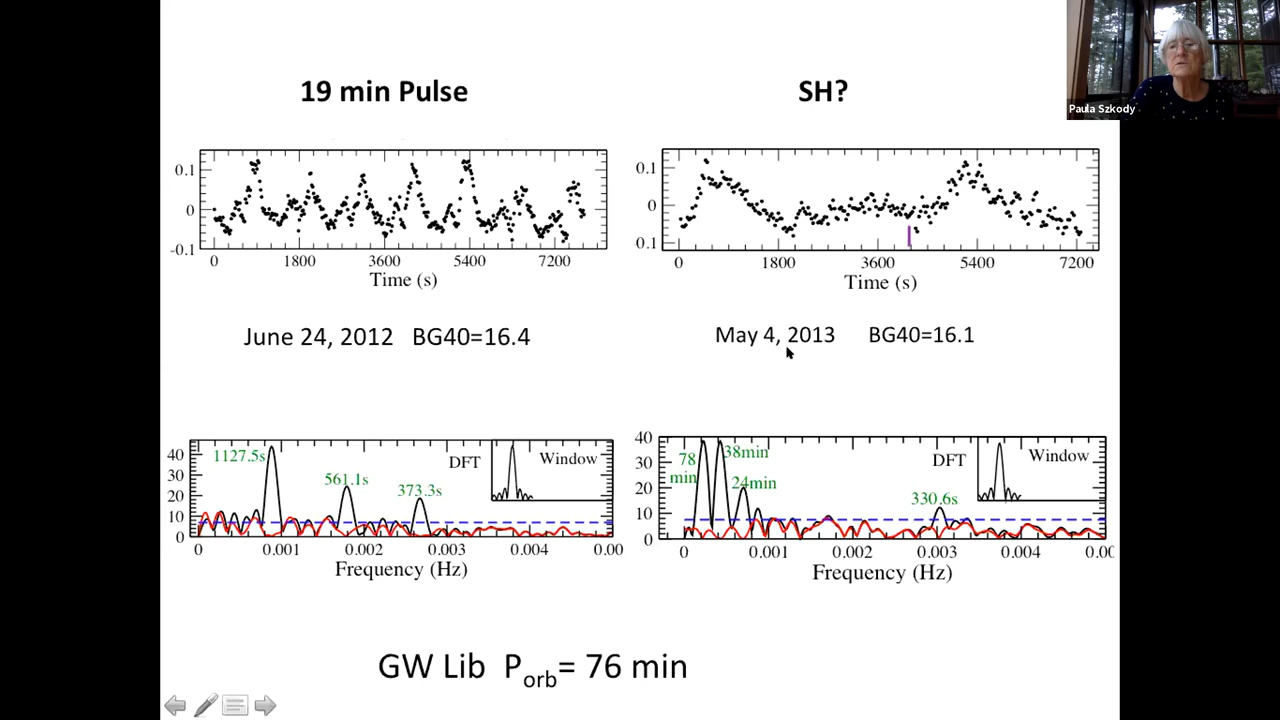 19 min Pulse
SH?
Paula Szkody
0.1
0
-0.1
0 1800 3600 5400 7200
Time (s)
0.1
0
0.1
0 1800 3600 5400 7200
Time (s)
June 24, 2012 BG40=16.4
May 4, 2013 BG40=16.1
40
30
20
10
0
1127.5s
561.1s
373.3s
DFT
Window
0 0.001 0.002 0.003 0.004 0.00
Frequency (Hz)
40
30
20
10
0
78
min
38min
24min
330.6s
DFT
Window
0 0.001 0.002 0.003 0.004 0.00
Frequency (Hz)
GW Lib Porb= 76 min